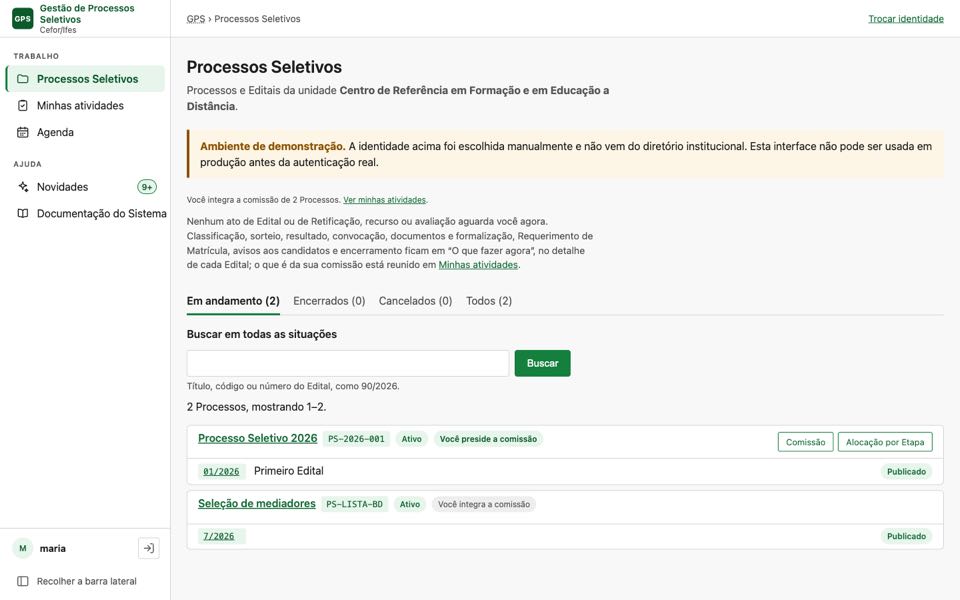 GPS
Gestão de Processos
Seletivos
Cefor/Ifes
GPS › Processos Seletivos
Trocar identidade
TRABALHO
Processos Seletivos
Minhas atividades
Agenda
AJUDA
Novidades 9+
Documentação do Sistema
Processos Seletivos
Processos e Editais da unidade Centro de Referência em Formação e em Educação a
Distância.
Ambiente de demonstração. A identidade acima foi escolhida manualmente e não vem do diretório institucional. Esta interface não pode ser usada em
produção antes da autenticação real.
Você integra a comissão de 2 Processos. Ver minhas atividades.
Nenhum ato de Edital ou de Retificação, recurso ou avaliação aguarda você agora.
Classificação, sorteio, resultado, convocação, documentos e formalização, Requerimento de
Matrícula, avisos aos candidatos e encerramento ficam em “O que fazer agora”, no detalhe
de cada Edital; o que é da sua comissão está reunido em Minhas atividades.
Em andamento (2) Encerrados (0) Cancelados (0) Todos (2)
Buscar em todas as situações
Buscar
Título, código ou número do Edital, como 90/2026.
2 Processos, mostrando 1–2.
Processo Seletivo 2026 PS-2026-001 Ativo Você preside a comissão Comissão Alocação por Etapa
01/2026 Primeiro Edital Publicado
Seleção de mediadores PS-LISTA-BD Ativo Você integra a comissão
7/2026 Publicado
M maria
Recolher a barra lateral